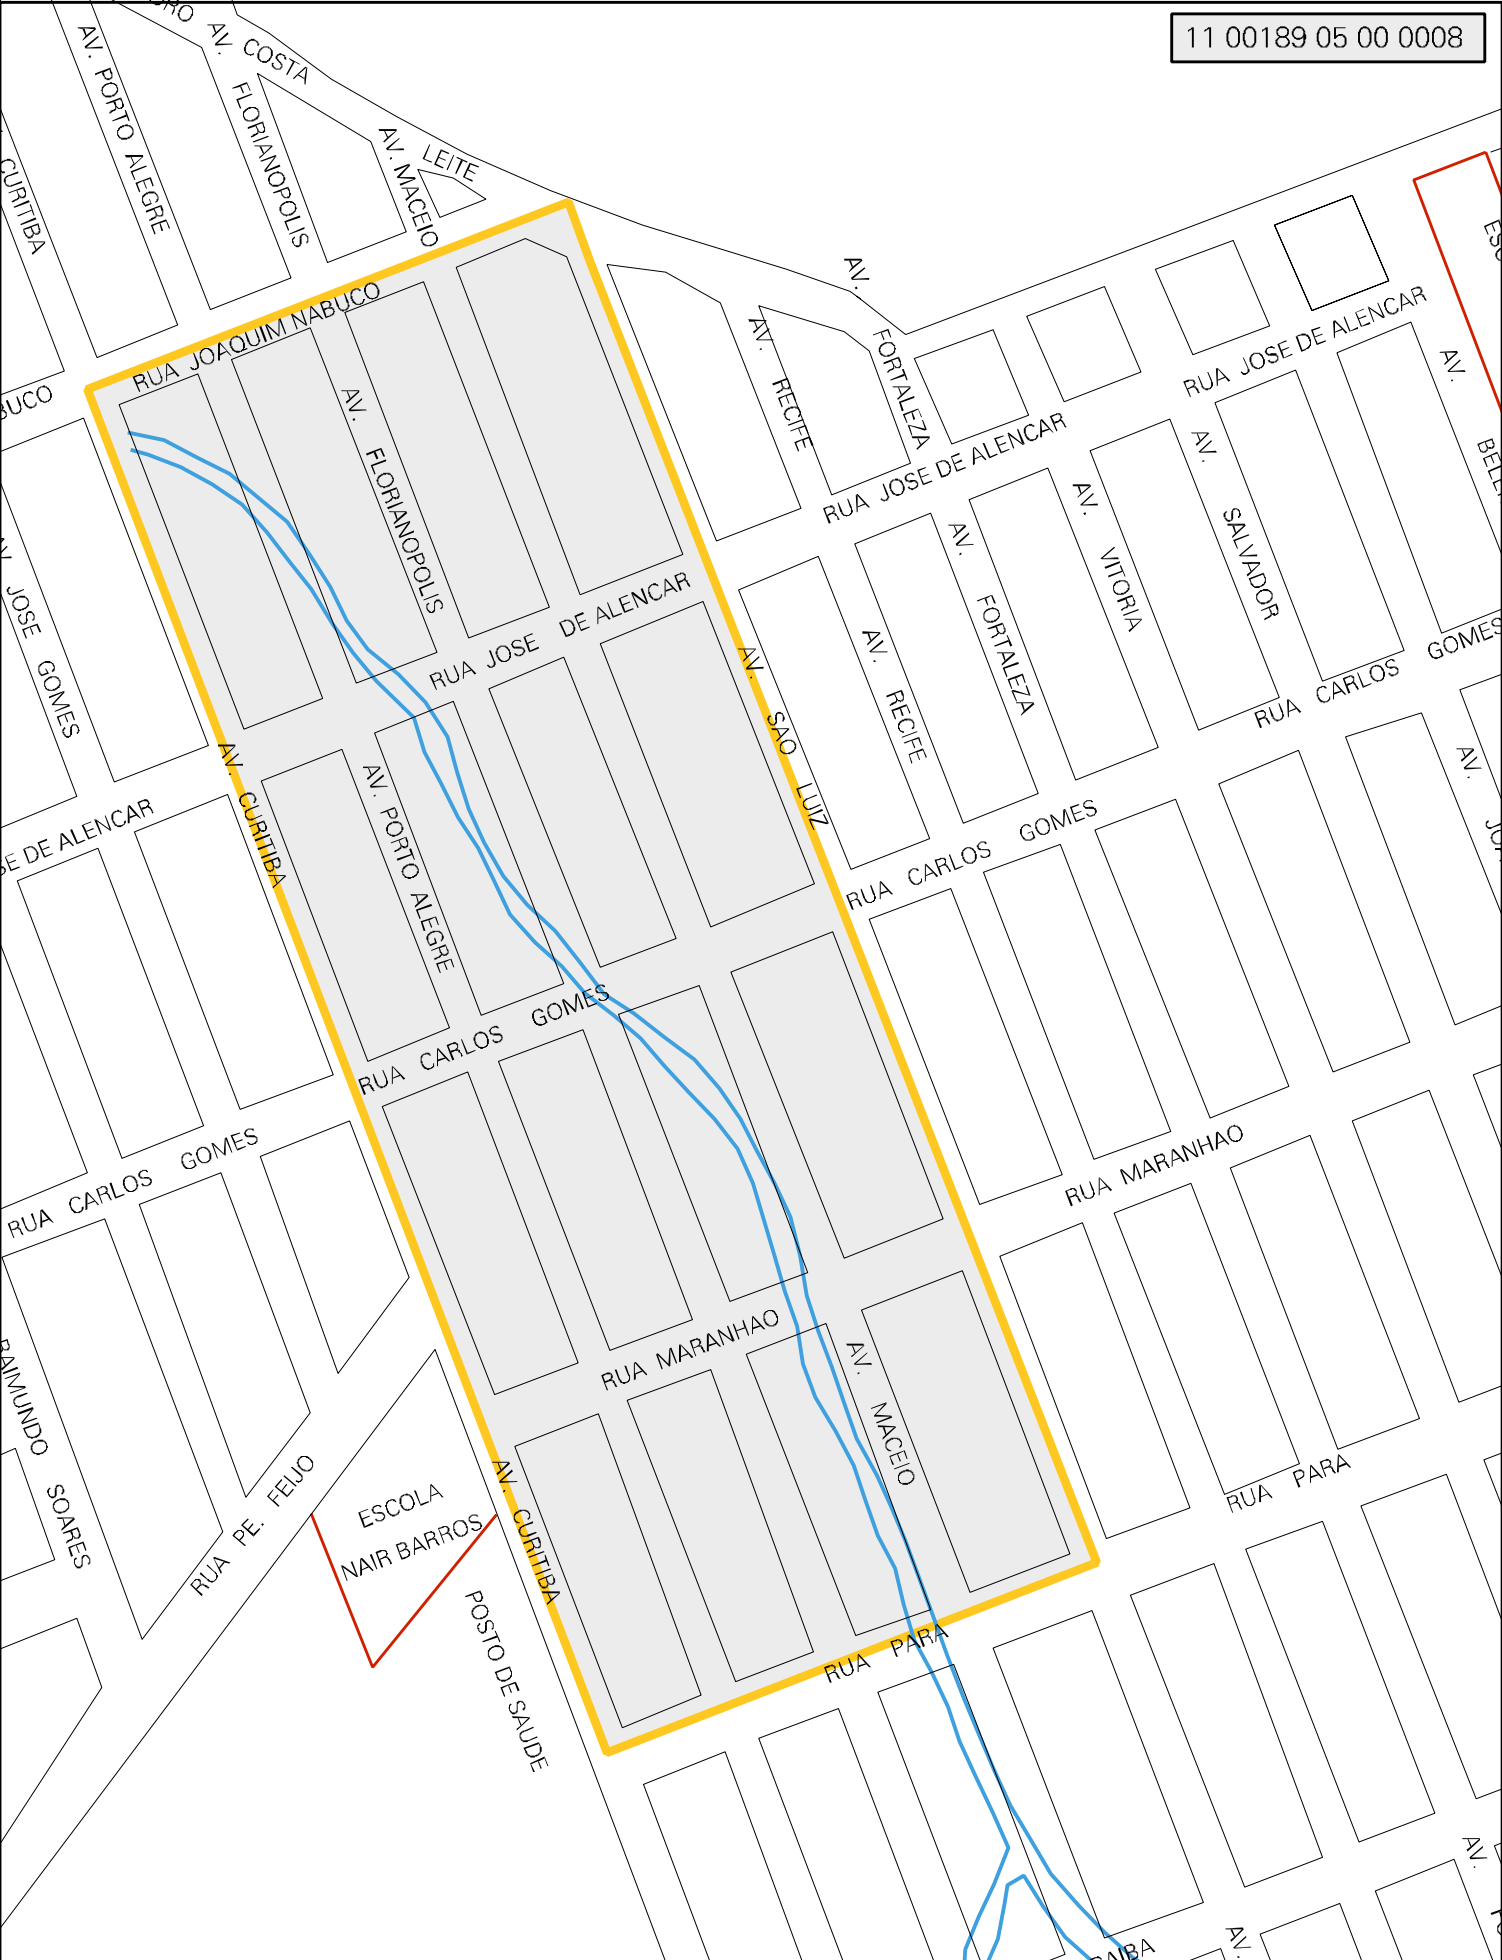 11 00189 05 00 0008
AV. PORTO ALEGRE
AV.
FLORIANOPOLIS
COSTA
LEITE
AV. MACEIO
CURITIBA
RUA JOAQUIM NABUCO
AV.
AV. RECIFE
FORTALEZA
RUA JOSE DE ALENCAR
RUA JOSE DE ALENCAR
AV.
AV. FLORIANOPOLIS
RUA JOSE DE ALENCAR
AV. FORTALEZA
AV. VITORIA
AV. SALVADOR
AV. RECIFE
JOSE GOMES
AV. SAO LUIZ
RUA CARLOS GOMES
AV.
AV. CURITIBA
AV. PORTO ALEGRE
DE ALENCAR
RUA CARLOS GOMES
RUA CARLOS GOMES
RUA CARLOS GOMES
RUA MARANHAO
RUA MARANHAO
AV. MACEIO
SOARES
RUA PE. FEIJO
ESCOLA
NAIR BARROS
AV. CURITIBA
RUA PARA
RUA PARA
POSTO DE SAUDE
AV.
AV.